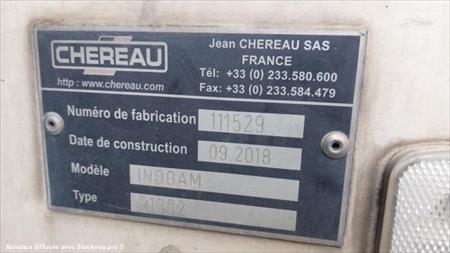 CHEREAU
http : www.chereau.com
Jean CHEREAU SAS
FRANCE
Tél: +33 (0) 233.580.600
Fax: +33 (0) 233.584.479
Numéro de fabrication 111529
Date de construction 09.2018
Modèle INOGAM
Type
Annonce diffusée avec Stockway.pro ®